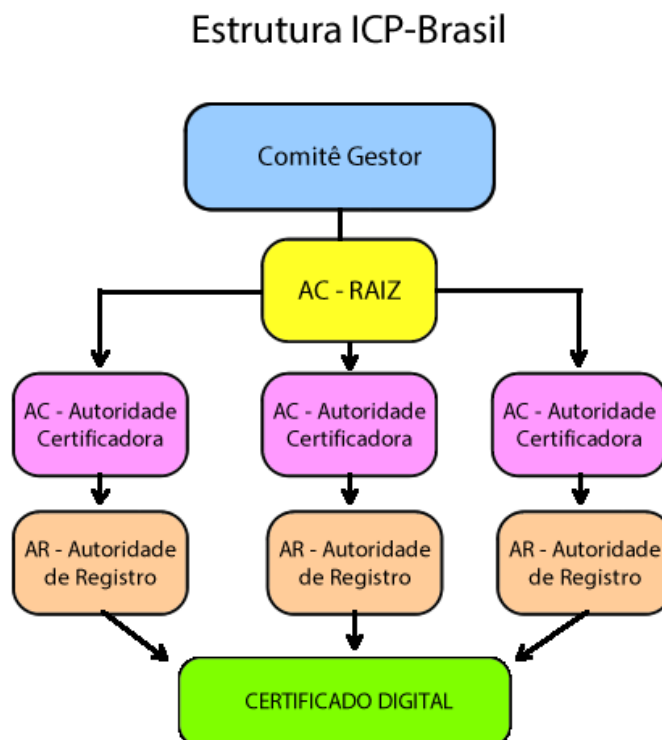 Estrutura ICP-Brasil
Comitê Gestor
AC - RAIZ
AC - Autoridade
Certificadora
AC - Autoridade
Certificadora
AC - Autoridade
Certificadora
AR - Autoridade
de Registro
AR - Autoridade
de Registro
AR - Autoridade
de Registro
CERTIFICADO DIGITAL